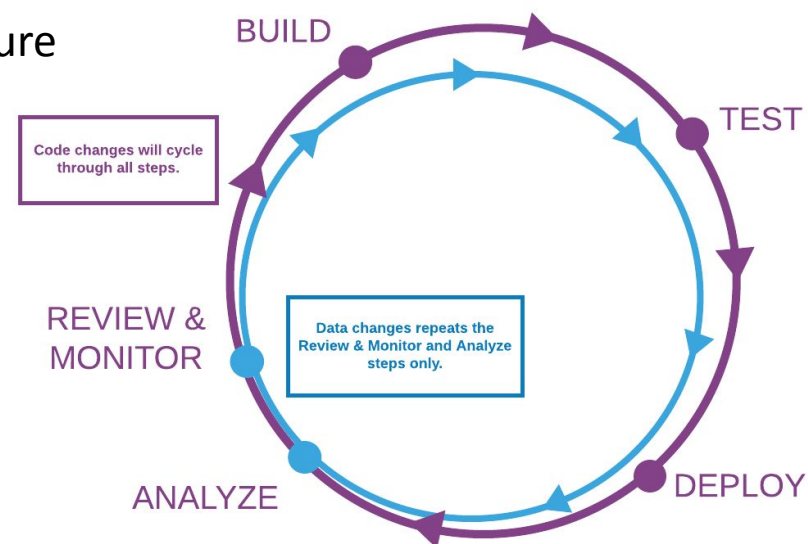 ure
BUILD
TEST
Code changes will cycle
through all steps.
REVIEW &
MONITOR
Data changes repeats the
Review & Monitor and Analyze
steps only.
ANALYZE
DEPLOY